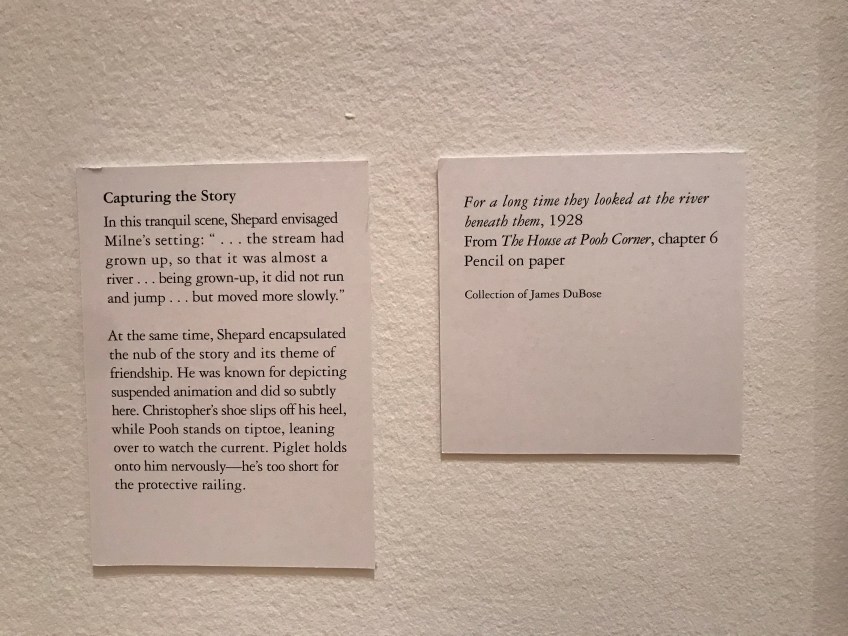 Capturing the Story
In this tranquil scene, Shepard envisaged
Milne's setting: “ . . . the stream had
grown up, so that it was almost a
river . . . being grown-up, it did not run
and jump . . . but moved more slowly.”
At the same time, Shepard encapsulated
the nub of the story and its theme of
friendship. He was known for depicting
suspended animation and did so subtly
here. Christopher's shoe slips off his heel,
while Pooh stands on tiptoe, leaning
over to watch the current. Piglet holds
onto him nervously—he's too short for
the protective railing.
For a long time they looked at the river
beneath them, 1928
From The House at Pooh Corner, chapter 6
Pencil on paper
Collection of James DuBose